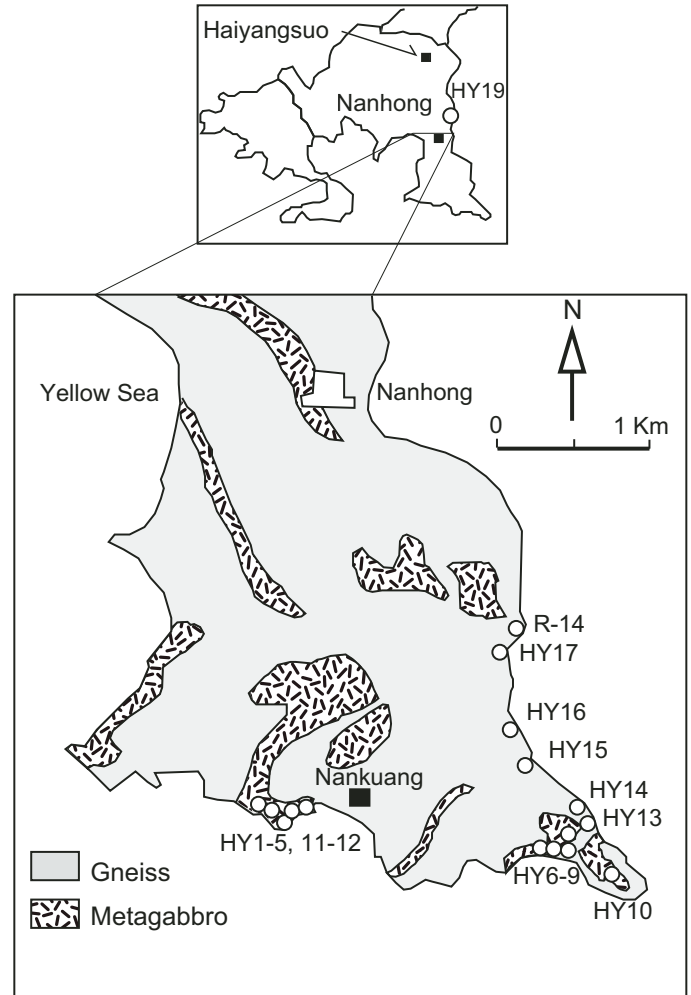 Haiyangsuo
HY19
Nanhong
N
Yellow Sea
Nanhong
0 1 Km
R-14
HY17
HY16
HY15
Nankuang
HY14
HY13
HY1-5, 11-12
HY6-9
Gneiss
HY10
Metagabbro